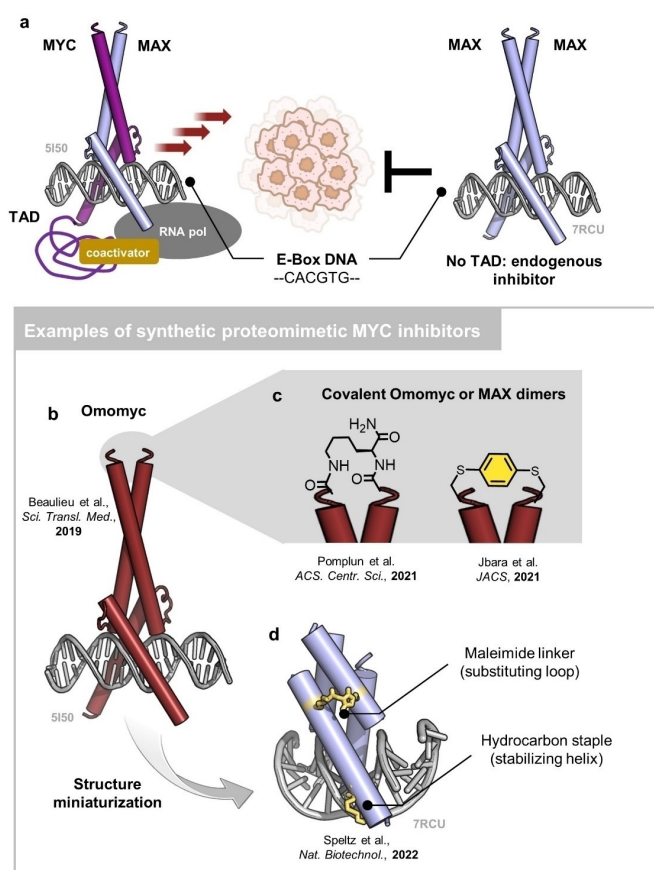 a
MYC
MAX
5I50
TAD
coactivator
RNA pol
E-Box DNA
--CACGTG--
MAX
MAX
7RCU
No TAD: endogenous
inhibitor
Examples of synthetic proteomimetic MYC inhibitors
b
Omomyc
Beaulieu et al.,
Sci. Transl. Med.,
2019
5I50
c
Covalent Omomyc or MAX dimers
H₂N
O
NH
NH
O
O
Pomplun et al.
ACS. Centr. Sci., 2021
S
S
Jbara et al.
JACS, 2021
Structure
miniaturization
d
Maleimide linker
(substituting loop)
Hydrocarbon staple
(stabilizing helix)
7RCU
Speltz et al.,
Nat. Biotechnol., 2022